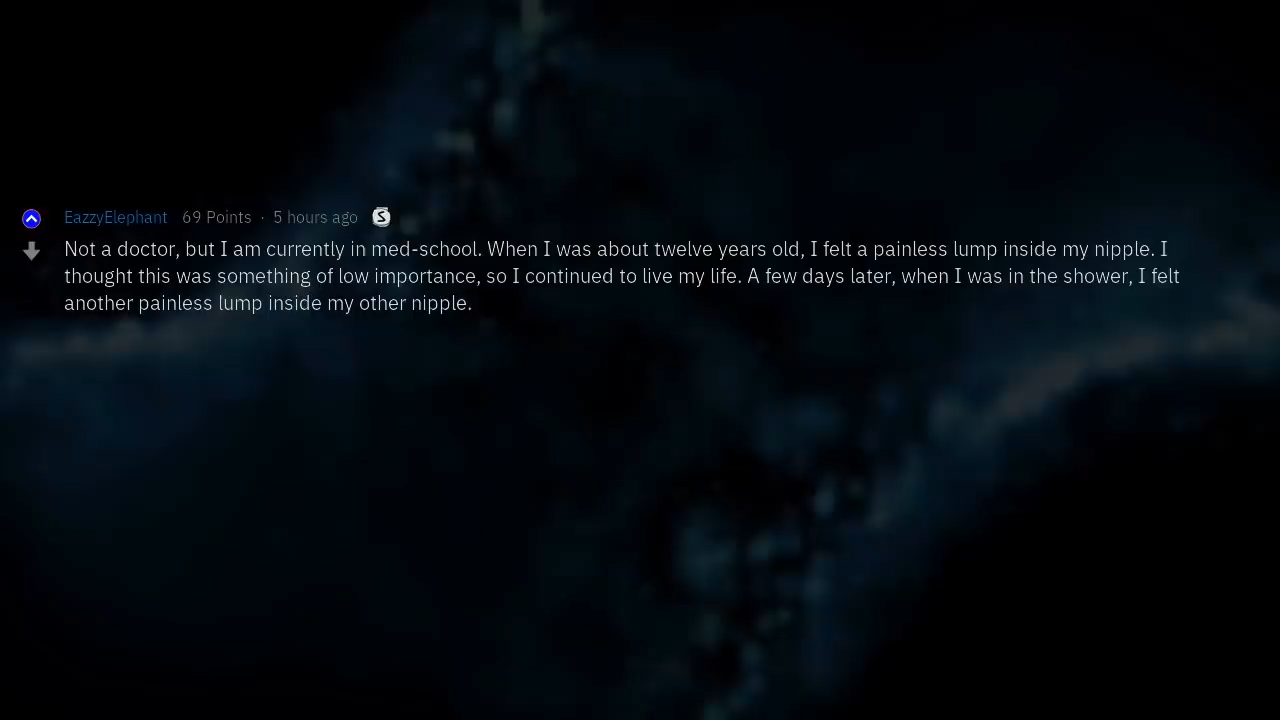 EazzyElephant 69 Points · 5 hours ago S
Not a doctor, but I am currently in med-school. When I was about twelve years old, I felt a painless lump inside my nipple. I
thought this was something of low importance, so I continued to live my life. A few days later, when I was in the shower, I felt
another painless lump inside my other nipple.